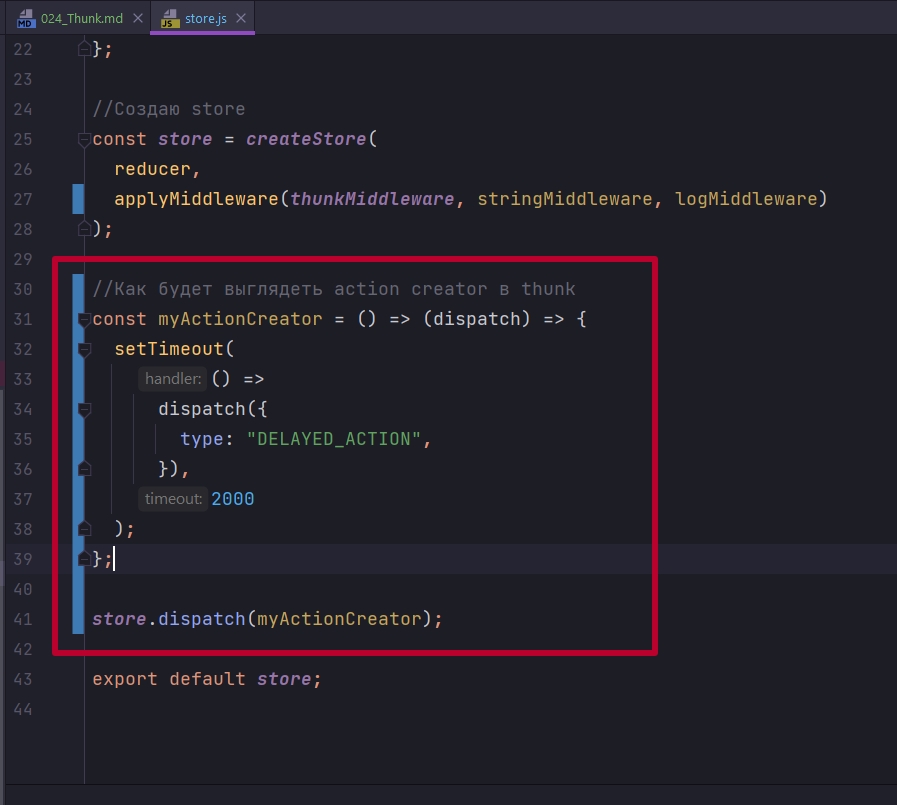 024_Thunk.md
store.js
22 };
23
24 //Создаю store
25 const store = createStore(
26 reducer,
27 applyMiddleware(thunkMiddleware, stringMiddleware, logMiddleware)
28 );
29
30 //Как будет выглядеть action creator в thunk
31 const myActionCreator = () => (dispatch) => {
32 setTimeout(
33 handler: () =>
34 dispatch({
35 type: "DELAYED_ACTION",
36 }),
37 timeout: 2000
38 );
39 };
40
41 store.dispatch(myActionCreator);
42
43 export default store;
44